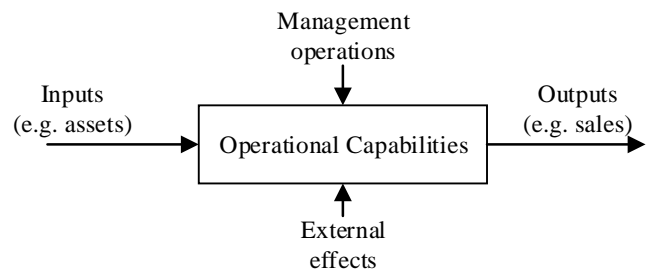 Management
operations
Inputs
(e.g. assets)
Operational Capabilities
Outputs
(e.g. sales)
External
effects